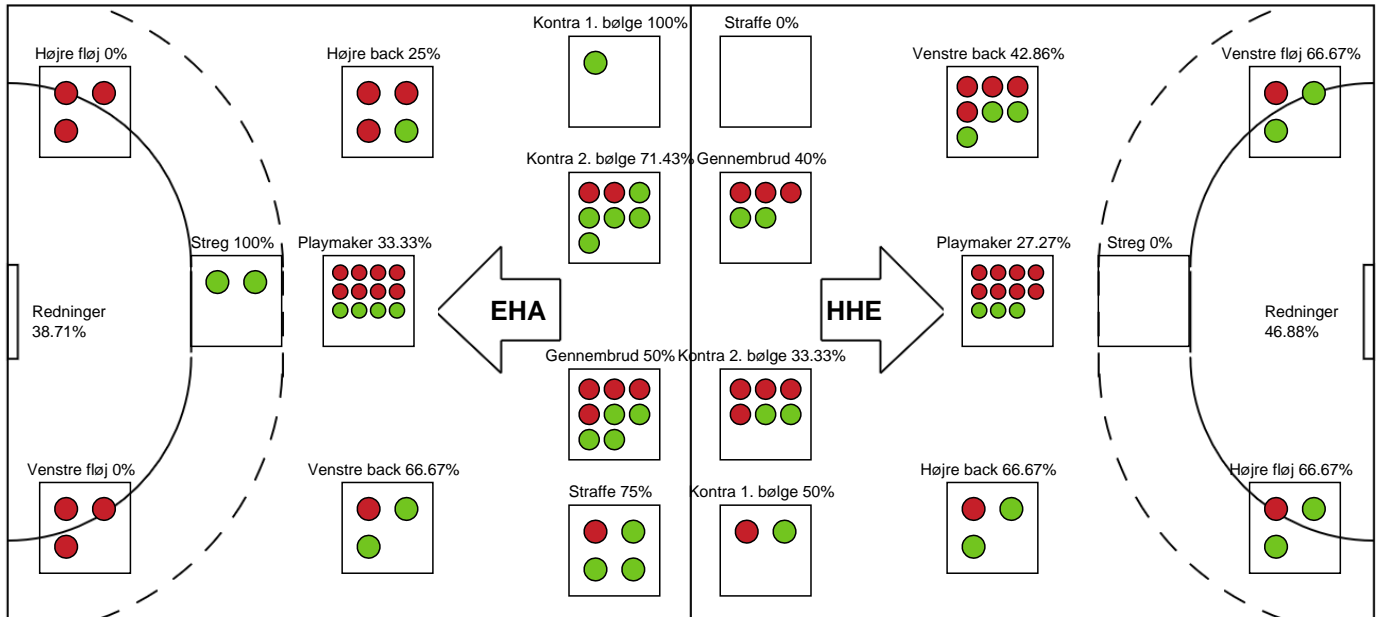 Kontra 1. bølge 100%
Straffe 0%
Højre fløj 0%
Højre back 25%
Venstre back 42.86%
Venstre fløj 66.67%
Kontra 2. bølge 71.43%
Gennembrud 40%
Streg 100%
Playmaker 33.33%
Playmaker 27.27%
Streg 0%
Redninger
38.71%
EHA
HHE
Redninger
46.88%
Gennembrud 50%
Kontra 2. bølge 33.33%
Venstre fløj 0%
Venstre back 66.67%
Højre back 66.67%
Højre fløj 66.67%
Straffe 75%
Kontra 1. bølge 50%